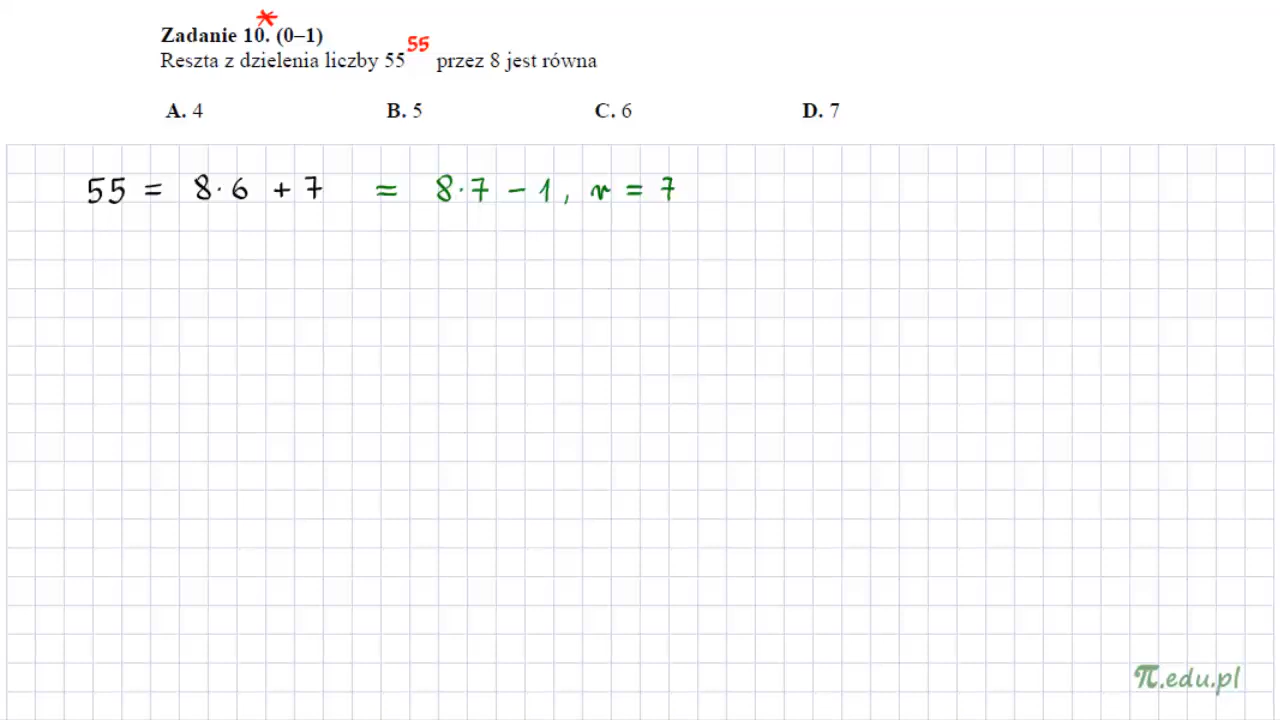 Zadanie 10.* (0–1)
Reszta z dzielenia liczby 55^55 przez 8 jest równa
A. 4 B. 5 C. 6 D. 7
55 = 8·6 + 7 = 8·7 − 1, r = 7
π.edu.pl